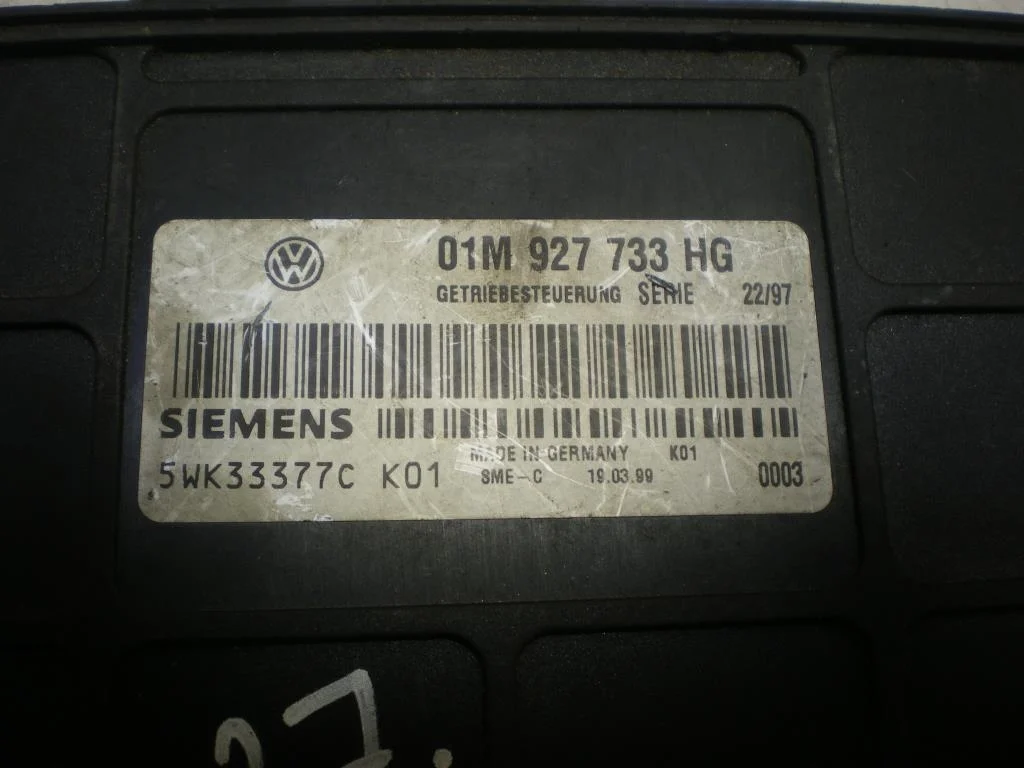 01M 927 733 HG
GETRIEBESTEUERUNG SERIE 22/97
SIEMENS
MADE IN GERMANY K01
5WK33377C K01
SME-C 19.03.99 0003
27.